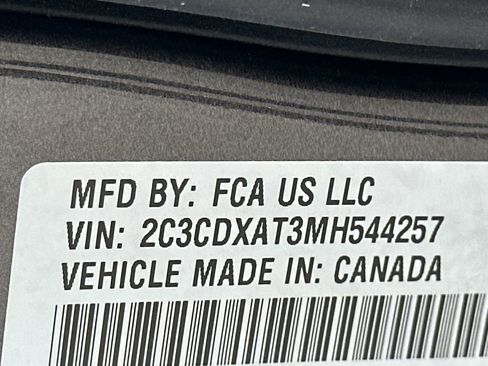 MFD BY: FCA US LLC
VIN: 2C3CDXAT3MH544257
VEHICLE MADE IN: CANADA